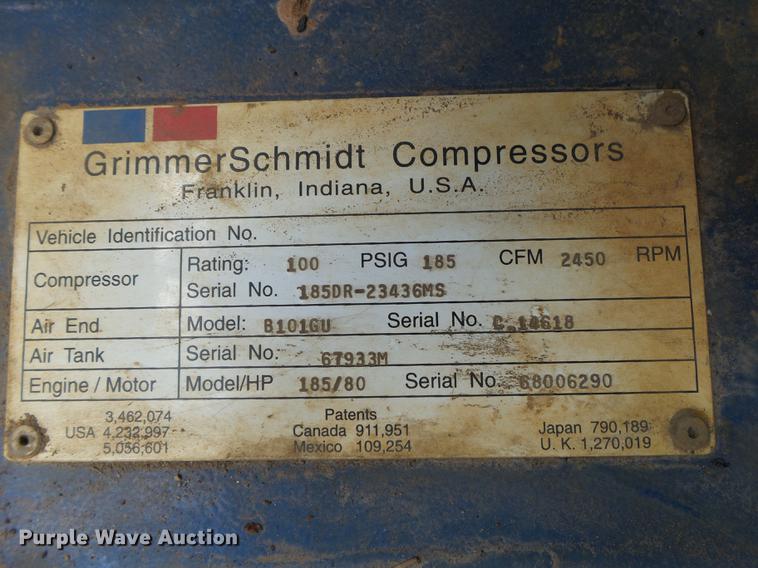 GrimmerSchmidt Compressors
Franklin, Indiana, U.S.A.
Vehicle Identification No.
Compressor
Rating: 100 PSIG 185 CFM 2450 RPM
Serial No. 185DR-23436MS
Air End Model: B101GU Serial No. C 14618
Air Tank Serial No. 67933M
Engine / Motor Model/HP 185/80 Serial No. 68006290
Patents
USA 3,462,074
4,232,997
5,056,601
Canada 911,951
Mexico 109,254
Japan 790,189
U. K. 1,270,019
Purple Wave Auction